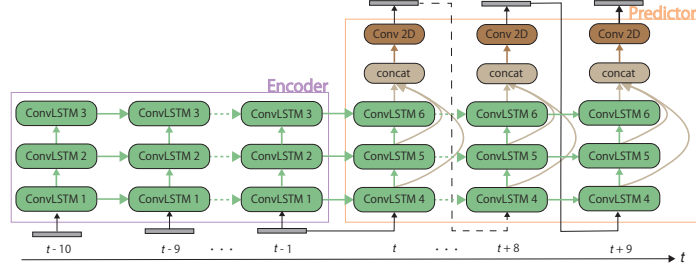 Predictor
Conv 2D Conv 2D Conv 2D
concat concat concat
Encoder
ConvLSTM 3 ConvLSTM 3 ConvLSTM 3 ConvLSTM 6 ConvLSTM 6 ConvLSTM 6
ConvLSTM 2 ConvLSTM 2 ConvLSTM 2 ConvLSTM 5 ConvLSTM 5 ConvLSTM 5
ConvLSTM 1 ConvLSTM 1 ConvLSTM 1 ConvLSTM 4 ConvLSTM 4 ConvLSTM 4
t - 10 t - 9 . . . t - 1 t . . . t + 8 t + 9
t